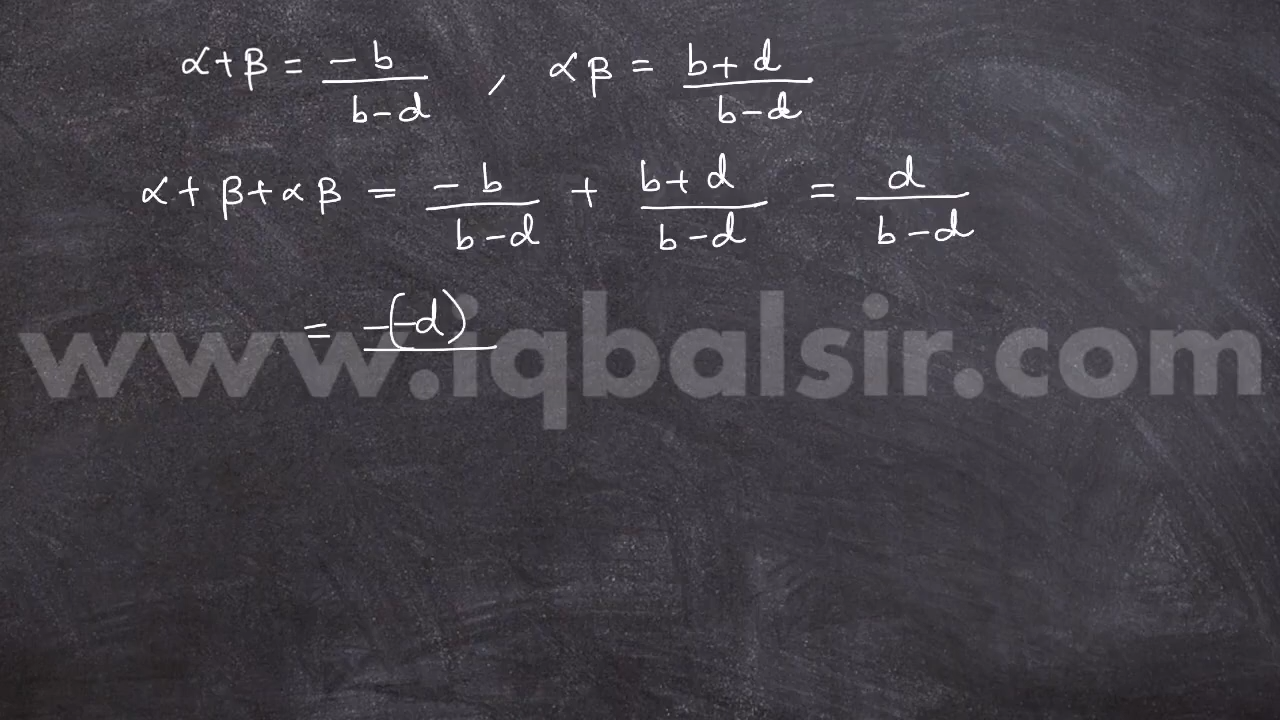 α+β = -b/(b-d) , αβ = (b+d)/(b-d)
α+β+αβ = -b/(b-d) + (b+d)/(b-d) = d/(b-d)
= -(-d)/
www.iqbalsir.com